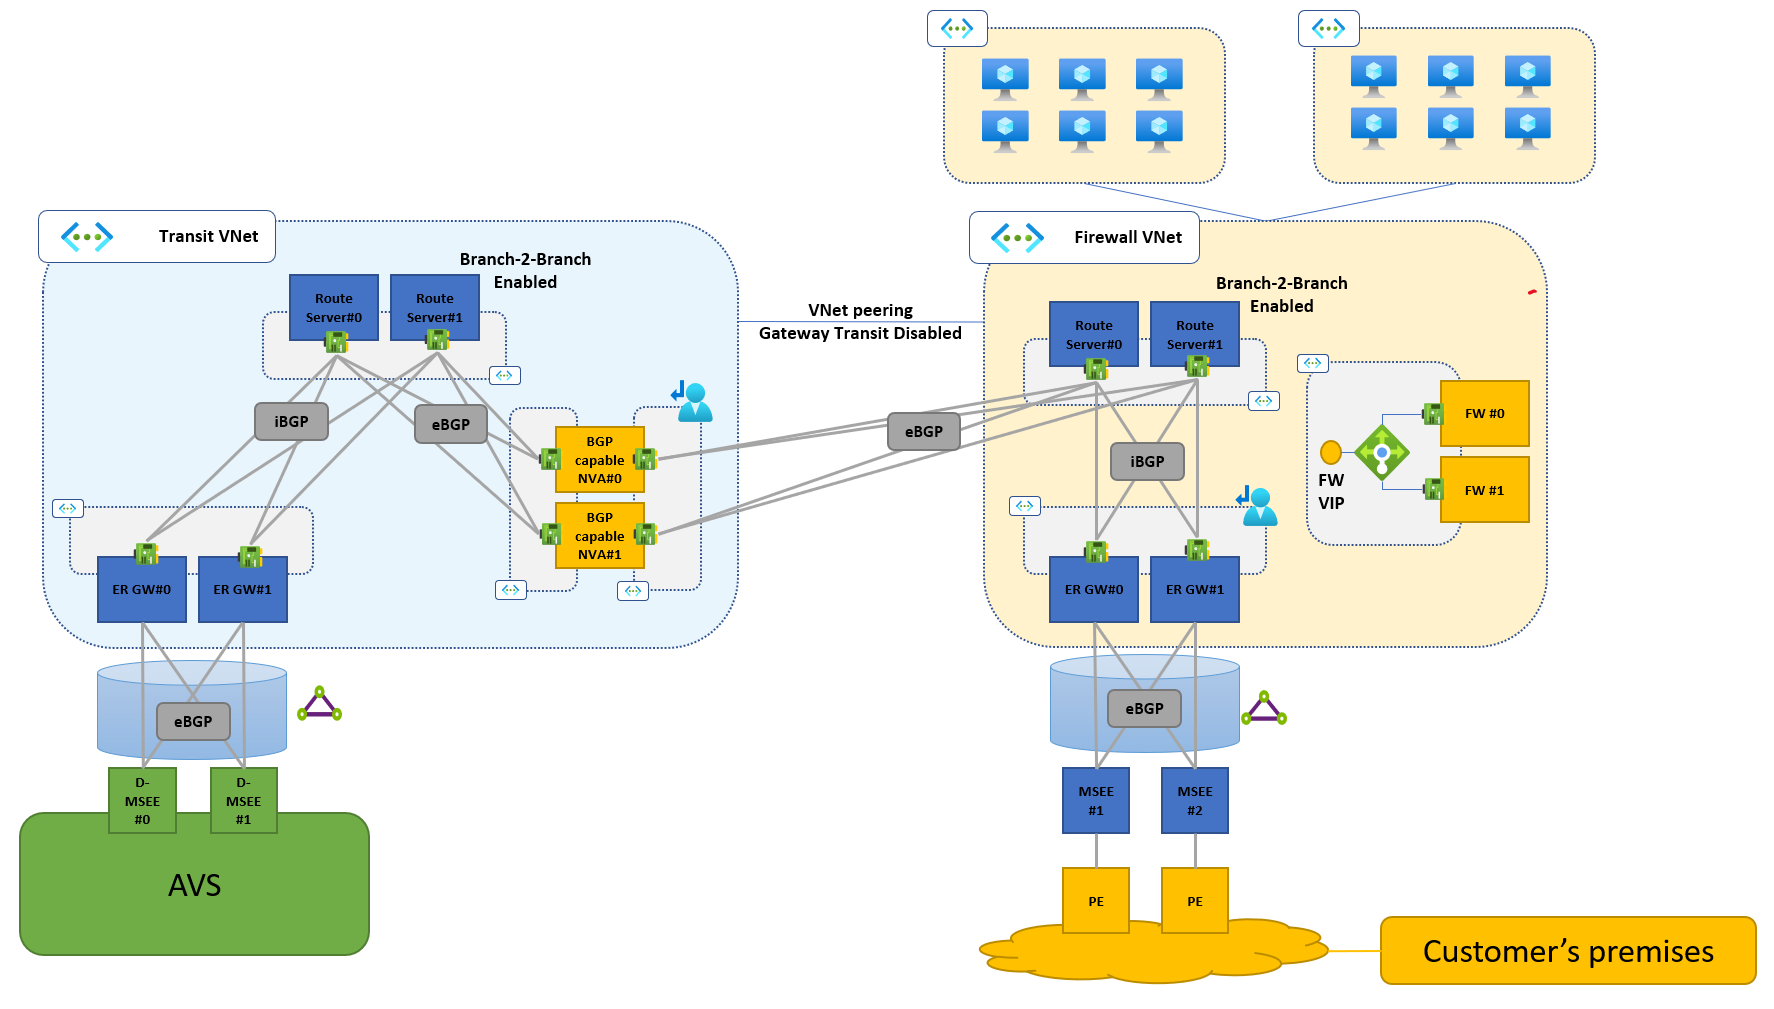 Transit VNet
Branch-2-Branch
Enabled
Route
Server#0
Route
Server#1
iBGP
eBGP
BGP
capable
NVA#0
BGP
capable
NVA#1
ER GW#0
ER GW#1
eBGP
D-
MSEE
#0
D-
MSEE
#1
AVS
VNet peering
Gateway Transit Disabled
eBGP
Firewall VNet
Branch-2-Branch
Enabled
Route
Server#0
Route
Server#1
iBGP
FW
VIP
FW #0
FW #1
ER GW#0
ER GW#1
eBGP
MSEE
#1
MSEE
#2
PE
PE
Customer’s premises